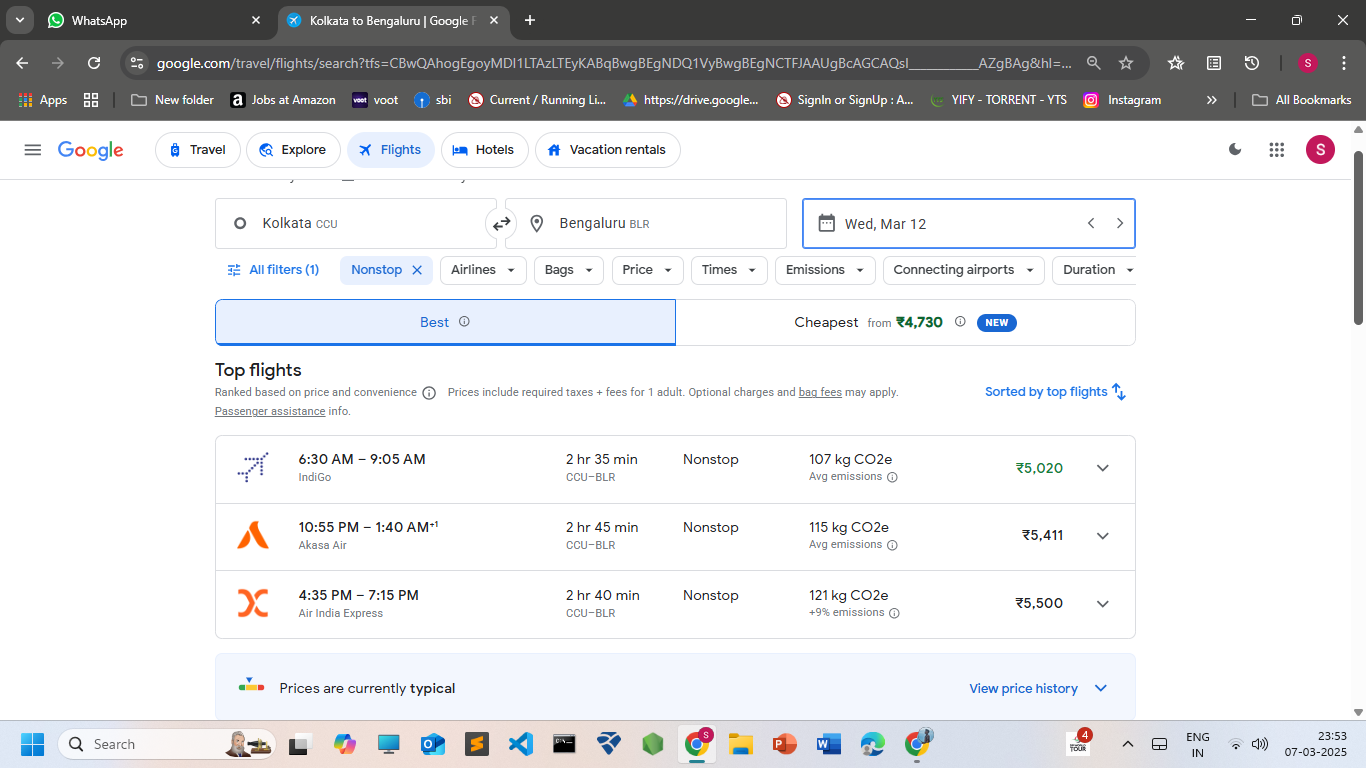 WhatsApp
Kolkata to Bengaluru | Google F
google.com/travel/flights/search?tfs=CBwQAhogEgoyMDI1LTAzLTEyKABqBwgBEgNDQ1VyBwgBEgNCTFJAAUgBcAGCAQsI____________AZgBAg&hl=...
S
Apps
New folder
Jobs at Amazon
voot
voot
sbi
Current / Running Li...
https://drive.google...
SignIn or SignUp : A...
YIFY - TORRENT - YTS
Instagram
All Bookmarks
Google
Travel
Explore
Flights
Hotels
Vacation rentals
S
Kolkata CCU
Bengaluru BLR
Wed, Mar 12
All filters (1)
Nonstop
Airlines
Bags
Price
Times
Emissions
Connecting airports
Duration
Best
Cheapest from ₹4,730 NEW
Top flights
Ranked based on price and convenience Prices include required taxes + fees for 1 adult. Optional charges and bag fees may apply.
Passenger assistance info.
Sorted by top flights
6:30 AM – 9:05 AM 2 hr 35 min Nonstop 107 kg CO2e ₹5,020
IndiGo CCU–BLR Avg emissions
10:55 PM – 1:40 AM+1 2 hr 45 min Nonstop 115 kg CO2e ₹5,411
Akasa Air CCU–BLR Avg emissions
4:35 PM – 7:15 PM 2 hr 40 min Nonstop 121 kg CO2e ₹5,500
Air India Express CCU–BLR +9% emissions
Prices are currently typical
View price history
Search
S
4
TOUR
ENG
IN
23:53
07-03-2025